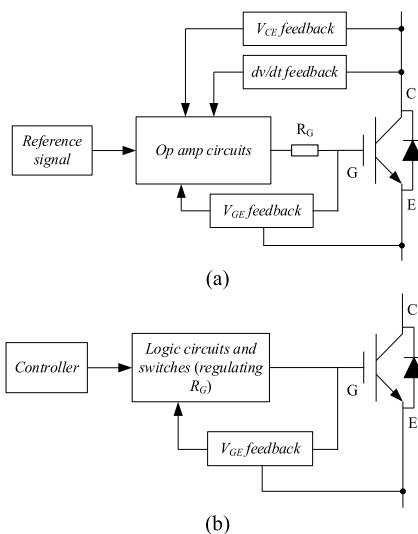 V_CE feedback
dv/dt feedback
C
Reference
signal
Op amp circuits
R_G
G
E
V_GE feedback
(a)
C
Controller
Logic circuits and
switches (regulating
R_G)
G
E
V_GE feedback
(b)